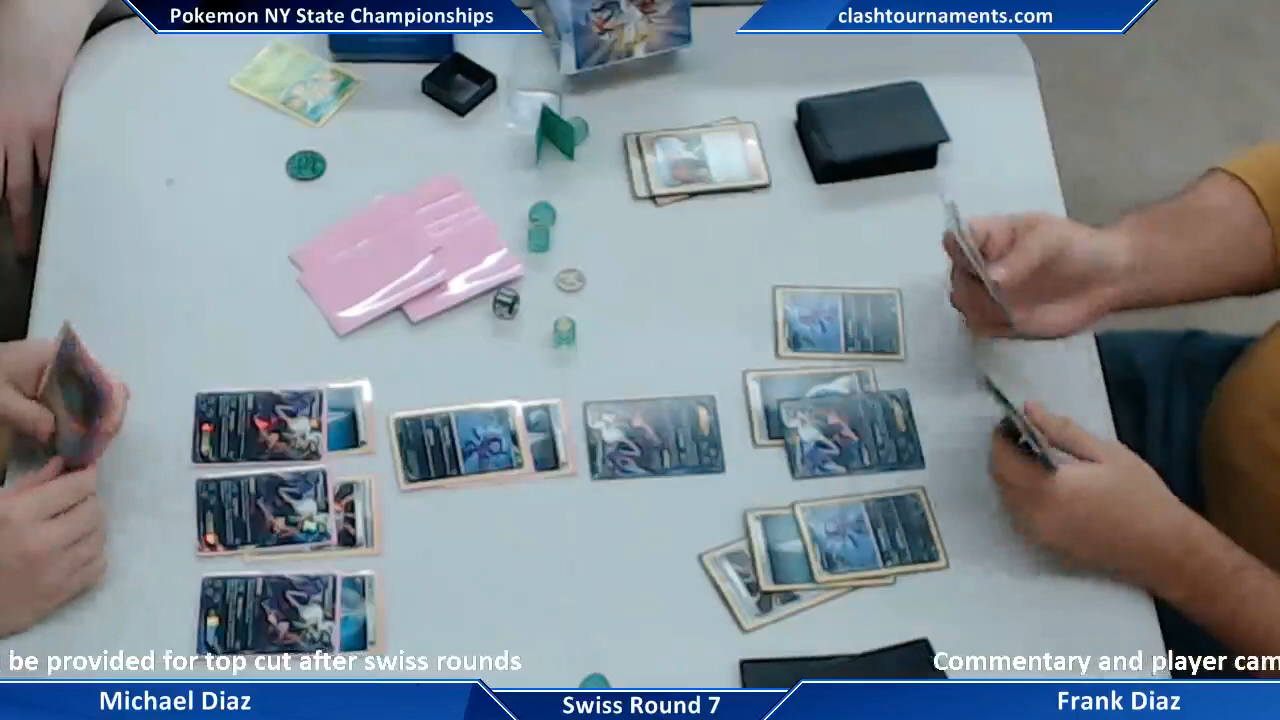 Pokemon NY State Championships
clashtournaments.com
be provided for top cut after swiss rounds
Commentary and player cam
Michael Diaz
Swiss Round 7
Frank Diaz